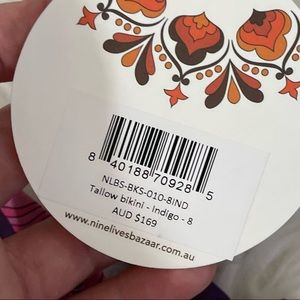 8 40188 70928 5
NLBS-BKS-010-8IND
Tallow bikini - Indigo - 8
AUD $169
www.ninelivesbazaar.com.au